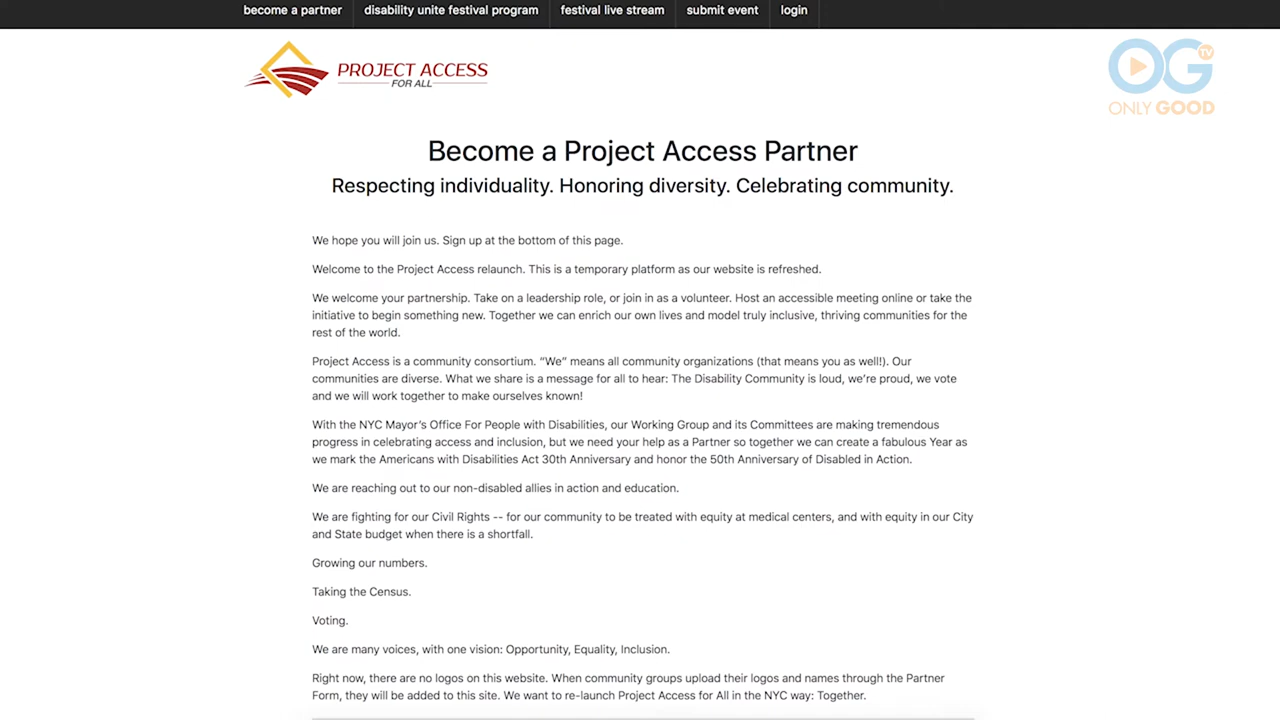 become a partner
disability unite festival program
festival live stream
submit event
login
PROJECT ACCESS
FOR ALL
OG TV
ONLY GOOD
Become a Project Access Partner
Respecting individuality. Honoring diversity. Celebrating community.
We hope you will join us. Sign up at the bottom of this page.
Welcome to the Project Access relaunch. This is a temporary platform as our website is refreshed.
We welcome your partnership. Take on a leadership role, or join in as a volunteer. Host an accessible meeting online or take the
initiative to begin something new. Together we can enrich our own lives and model truly inclusive, thriving communities for the
rest of the world.
Project Access is a community consortium. “We” means all community organizations (that means you as well!). Our
communities are diverse. What we share is a message for all to hear: The Disability Community is loud, we’re proud, we vote
and we will work together to make ourselves known!
With the NYC Mayor’s Office For People with Disabilities, our Working Group and its Committees are making tremendous
progress in celebrating access and inclusion, but we need your help as a Partner so together we can create a fabulous Year as
we mark the Americans with Disabilities Act 30th Anniversary and honor the 50th Anniversary of Disabled in Action.
We are reaching out to our non-disabled allies in action and education.
We are fighting for our Civil Rights -- for our community to be treated with equity at medical centers, and with equity in our City
and State budget when there is a shortfall.
Growing our numbers.
Taking the Census.
Voting.
We are many voices, with one vision: Opportunity, Equality, Inclusion.
Right now, there are no logos on this website. When community groups upload their logos and names through the Partner
Form, they will be added to this site. We want to re-launch Project Access for All in the NYC way: Together.